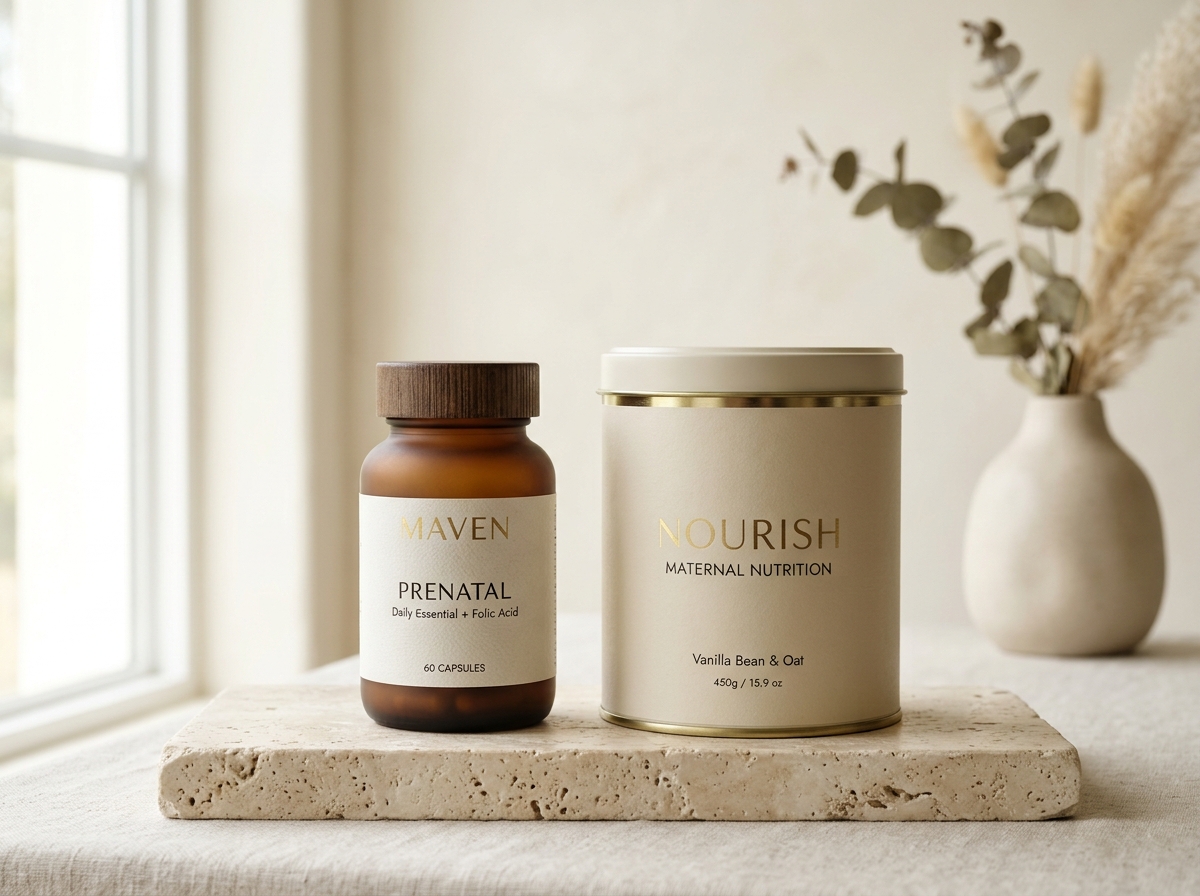 MAVEN
PRENATAL
Daily Essential + Folic Acid
60 CAPSULES
NOURISH
MATERNAL NUTRITION
Vanilla Bean & Oat
450g / 15.9 oz